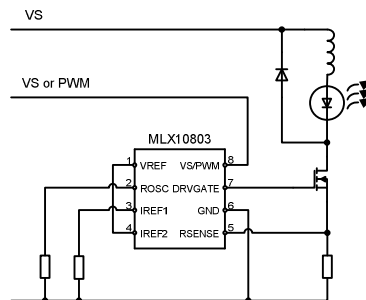 VS
VS or PWM
MLX10803
1 VREF VS/PWM 8
2 ROSC DRVGATE 7
3 IREF1 GND 6
4 IREF2 RSENSE 5